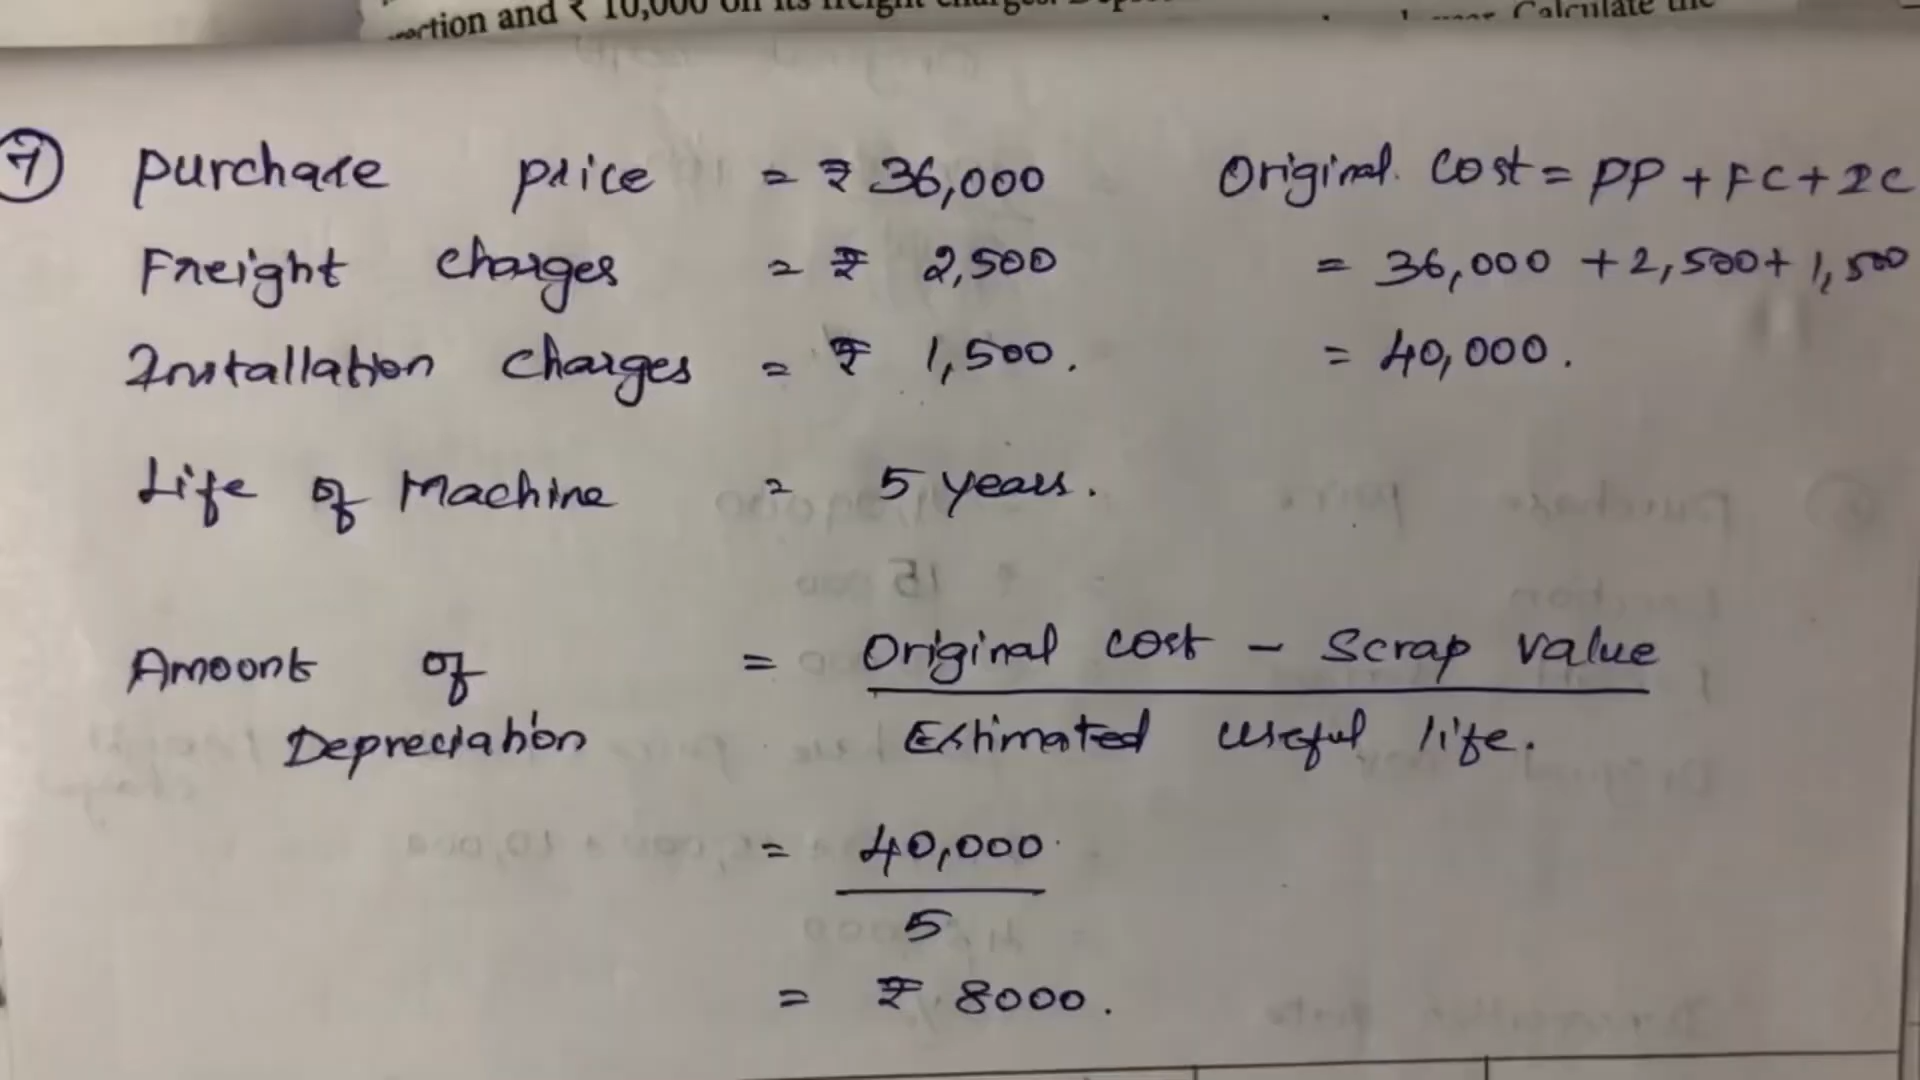 and ₹ 10,000 on its freight charges.
Calculate the
7 Purchase price = ₹ 36,000 Original cost = PP + FC + IC
Freight charges = ₹ 2,500 = 36,000 + 2,500 + 1,500
Installation charges = ₹ 1,500. = 40,000.
Life of Machine = 5 years.
Amount of = Original cost - Scrap value
Depreciation Estimated useful life.
= 40,000
5
= ₹ 8000.